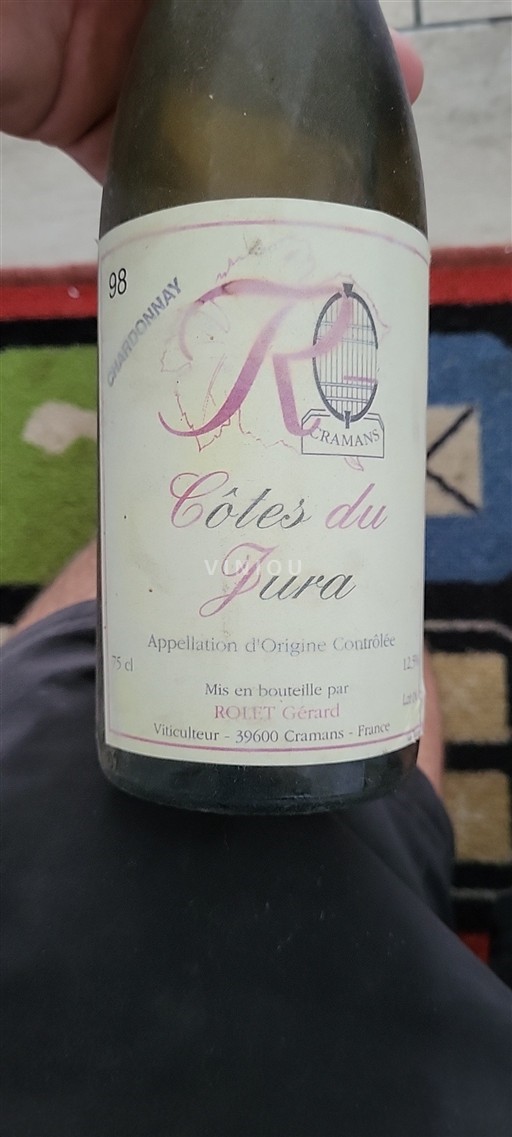 98
CHARDONNAY
R
CRAMANS
Côtes du
Jura
VINJOU
Appellation d'Origine Contrôlée
75 cl
Mis en bouteille par
ROLET Gérard
Viticulteur - 39600 Cramans - France